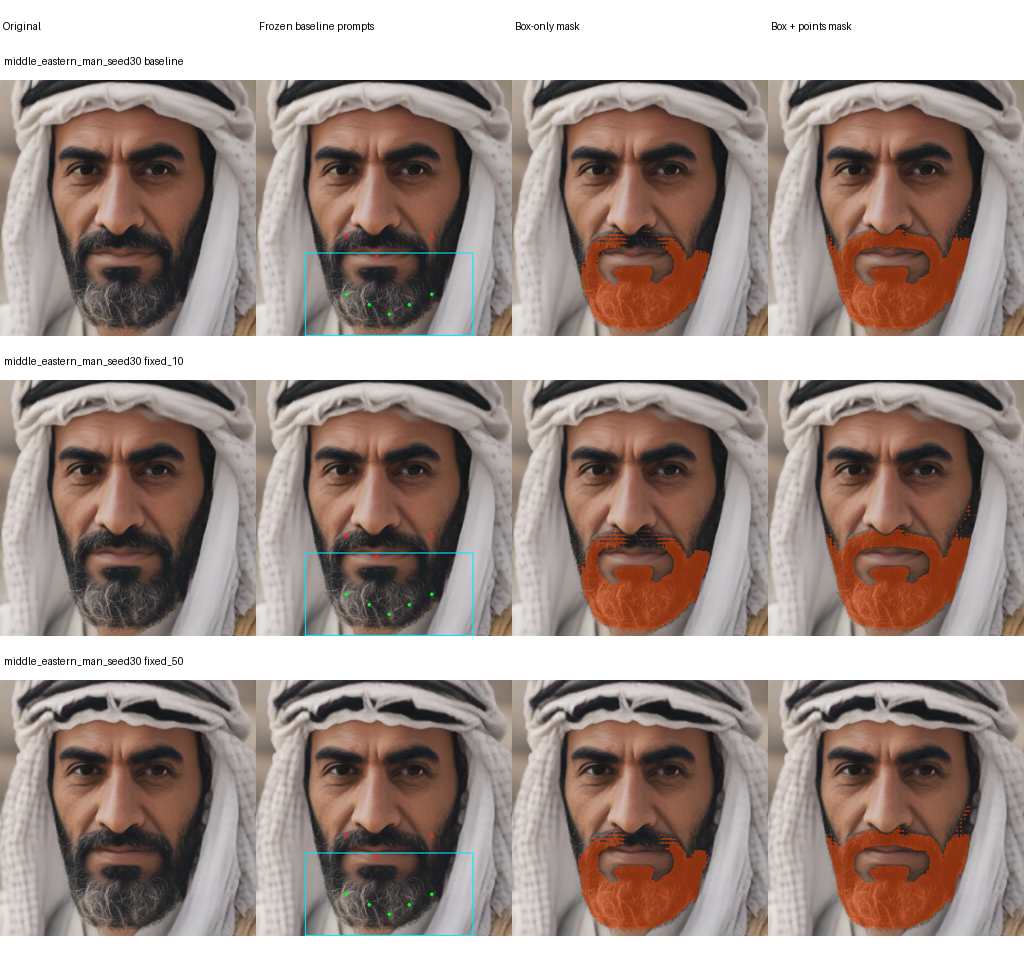 Original Frozen baseline prompts Box-only mask Box + points mask
middle_eastern_man_seed30 baseline
middle_eastern_man_seed30 fixed_10
middle_eastern_man_seed30 fixed_50